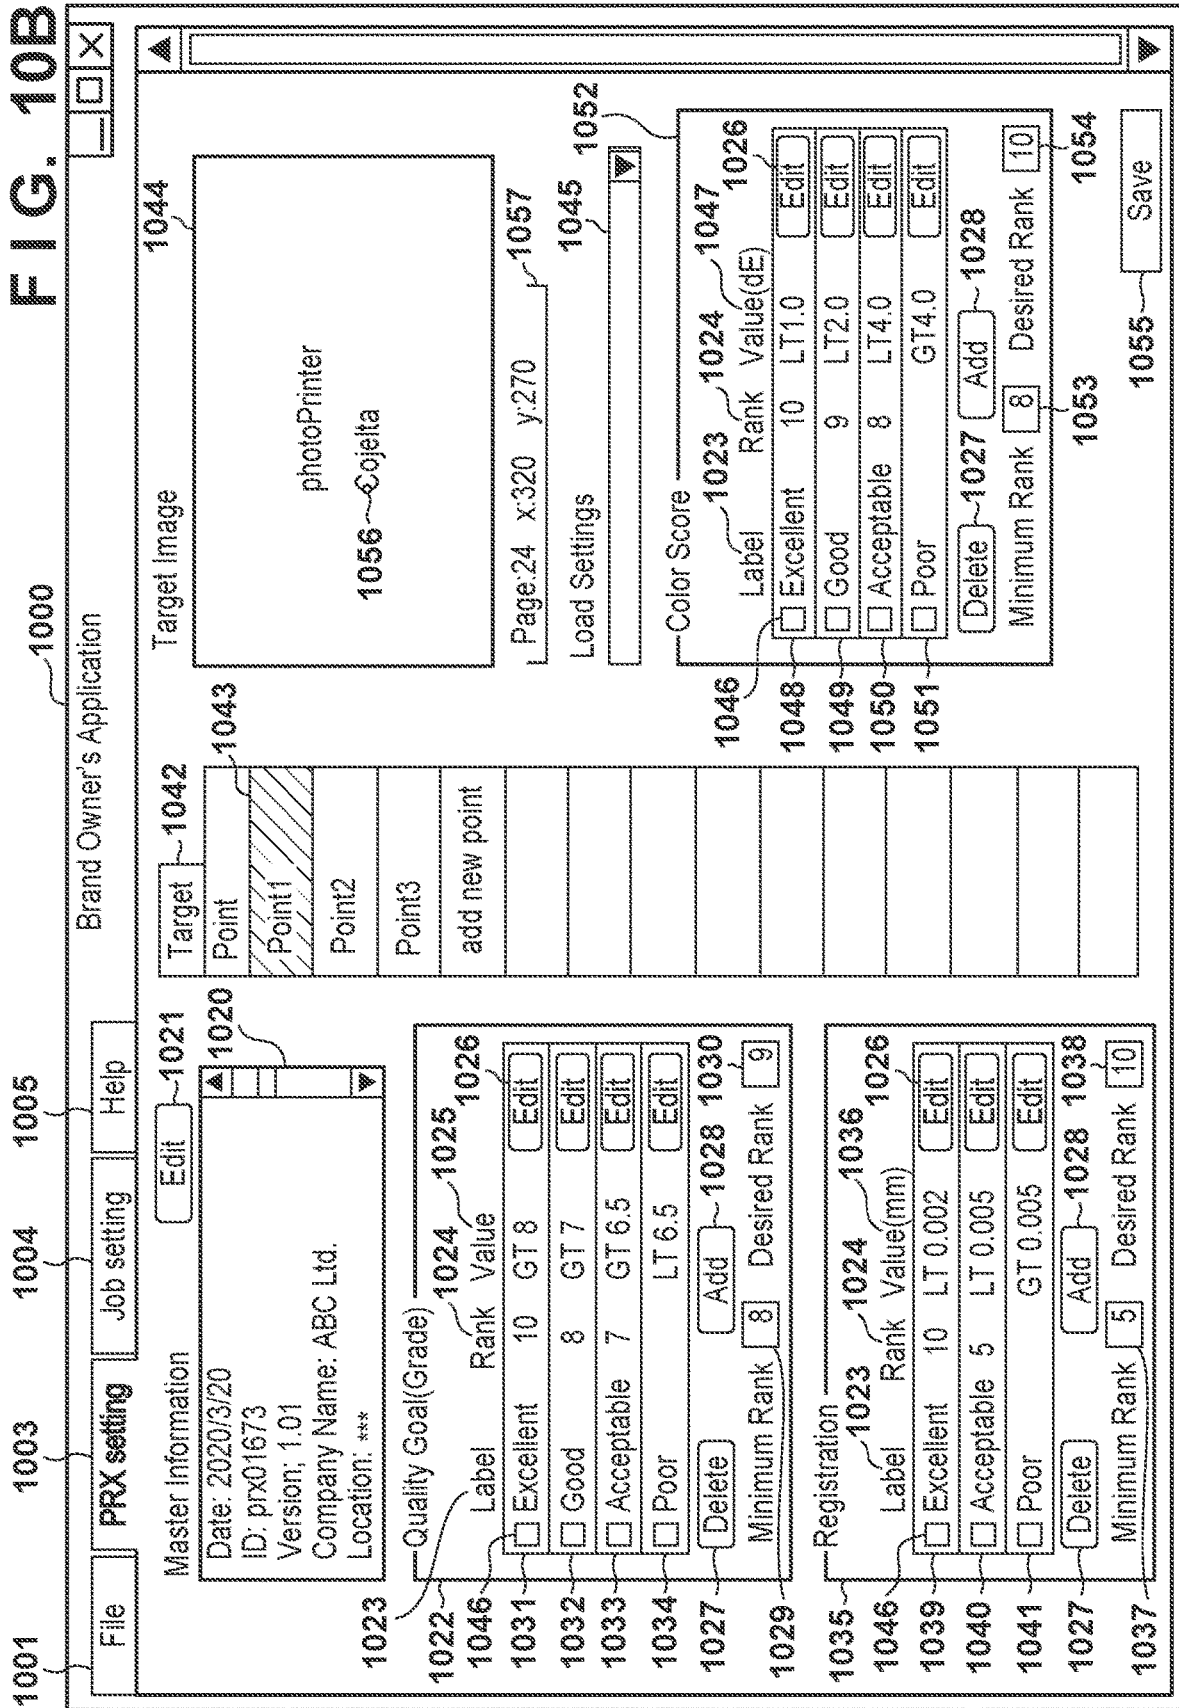 FIG. 10B
1000
Brand Owner's Application
1001
1003
1004
1005
File
PRX setting
Job setting
Help
Master Information
Edit
1021
Date: 2020/3/20
ID: prx01673
Version; 1.01
Company Name: ABC Ltd.
Location: ***
1020
1023
1022
Quality Goal(Grade)
1024
1025
Label
Rank
Value
1026
1046
1031
Excellent 10 GT 8 Edit
1032
Good 8 GT 7 Edit
1033
Acceptable 7 GT 6.5 Edit
1034
Poor LT 6.5 Edit
1027
Delete
Add
1028
1030
Minimum Rank 8 Desired Rank 9
1029
1035
Registration
1023
1024
1036
Label
Rank
Value(mm)
1026
1046
1039
Excellent 10 LT 0.002 Edit
1040
Acceptable 5 LT 0.005 Edit
1041
Poor GT 0.005 Edit
1027
Delete
Add
1028
1038
Minimum Rank 5 Desired Rank 10
1037
Target
1042
Point
1043
Point1
Point2
Point3
add new point
Target Image
1044
photoPrinter
1056
Cojelta
Page:24 x:320 y:270
1057
Load Settings
1045
1052
Color Score
1023
1024
1047
Label
Rank
Value(dE)
1026
1046
1048
Excellent 10 LT1.0 Edit
1049
Good 9 LT2.0 Edit
1050
Acceptable 8 LT4.0 Edit
1051
Poor GT4.0 Edit
Delete
1027
Add
1028
Minimum Rank 8 Desired Rank 10
1053
1054
1055
Save